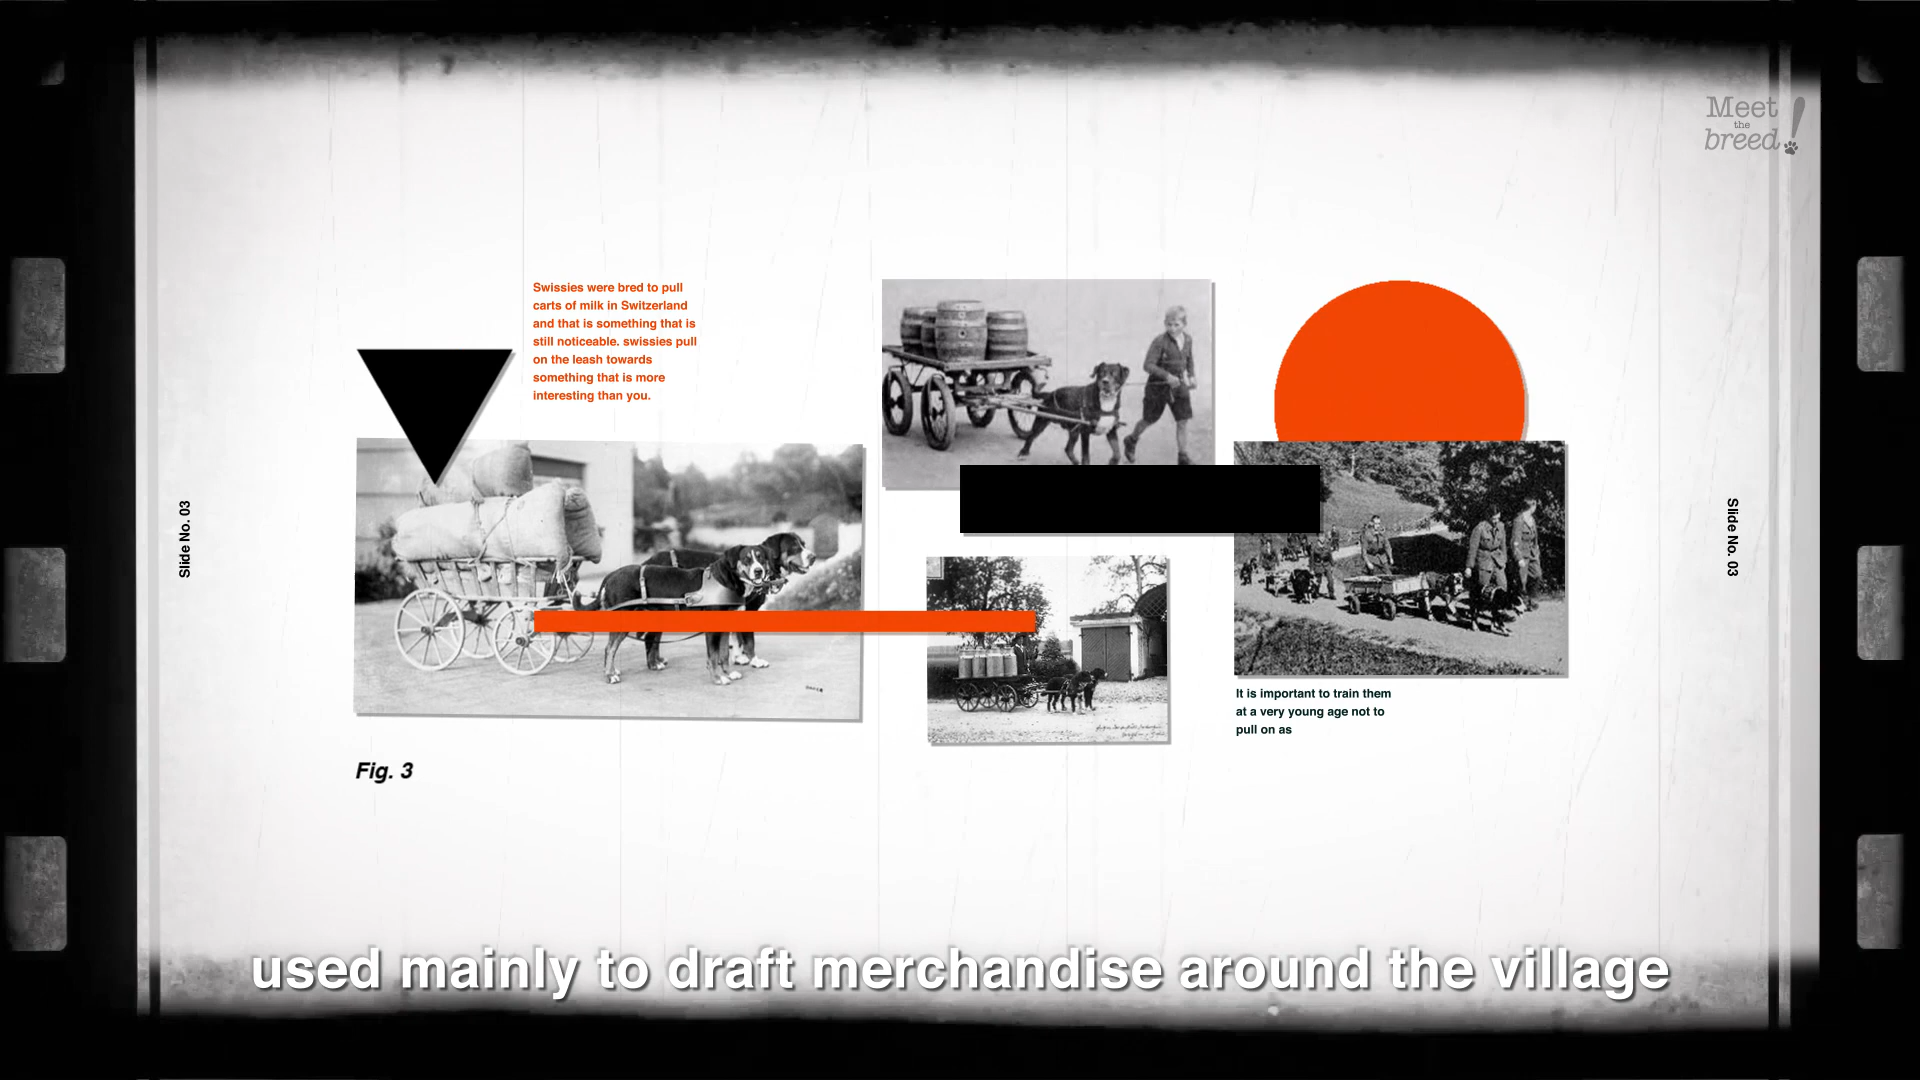 Meet
the
breed!
Swissies were bred to pull
carts of milk in Switzerland
and that is something that is
still noticeable. swissies pull
on the leash towards
something that is more
interesting than you.
Slide No. 03
Slide No. 03
It is important to train them
at a very young age not to
pull on as
Fig. 3
used mainly to draft merchandise around the village